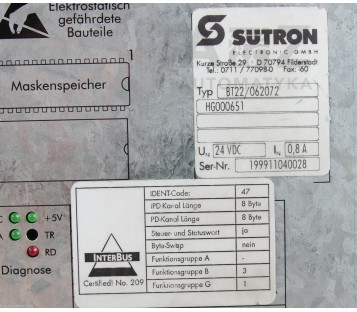 Elektrostatisch
gefährdete
Bauteile
Maskenspeicher
1
SÜTRON
ELECTRONIC GMBH
Kurze Straße 29 · D 70794 Filderstadt
Tel.: 0711 / 77098-0 Fax: 60
AUTOMATYKA
Typ BT22/062072
HG000651
U 24 VDC I 0,8 A
Ser-Nr. 199911040028
IDENT-Code: 47
iPD-Kanal Länge 8 Byte
PD-Kanal Länge 8 Byte
Steuer- und Statuswort ja
Byte-Swap nein
Funktionsgruppe A -
Funktionsgruppe B 3
Funktionsgruppe G 1
INTERBUS
Certified! No. 209
+5V
TR
RD
Diagnose